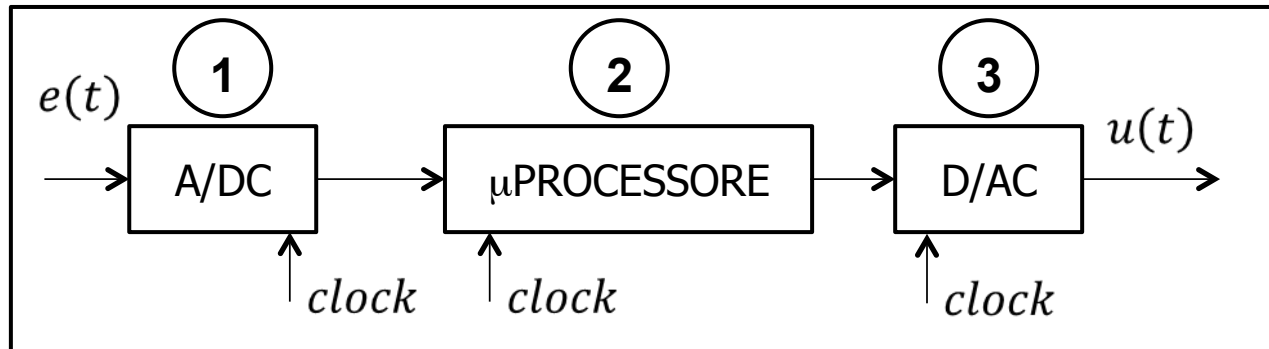 1 2 3
e(t) u(t)
A/DC μPROCESSORE D/AC
clock clock clock